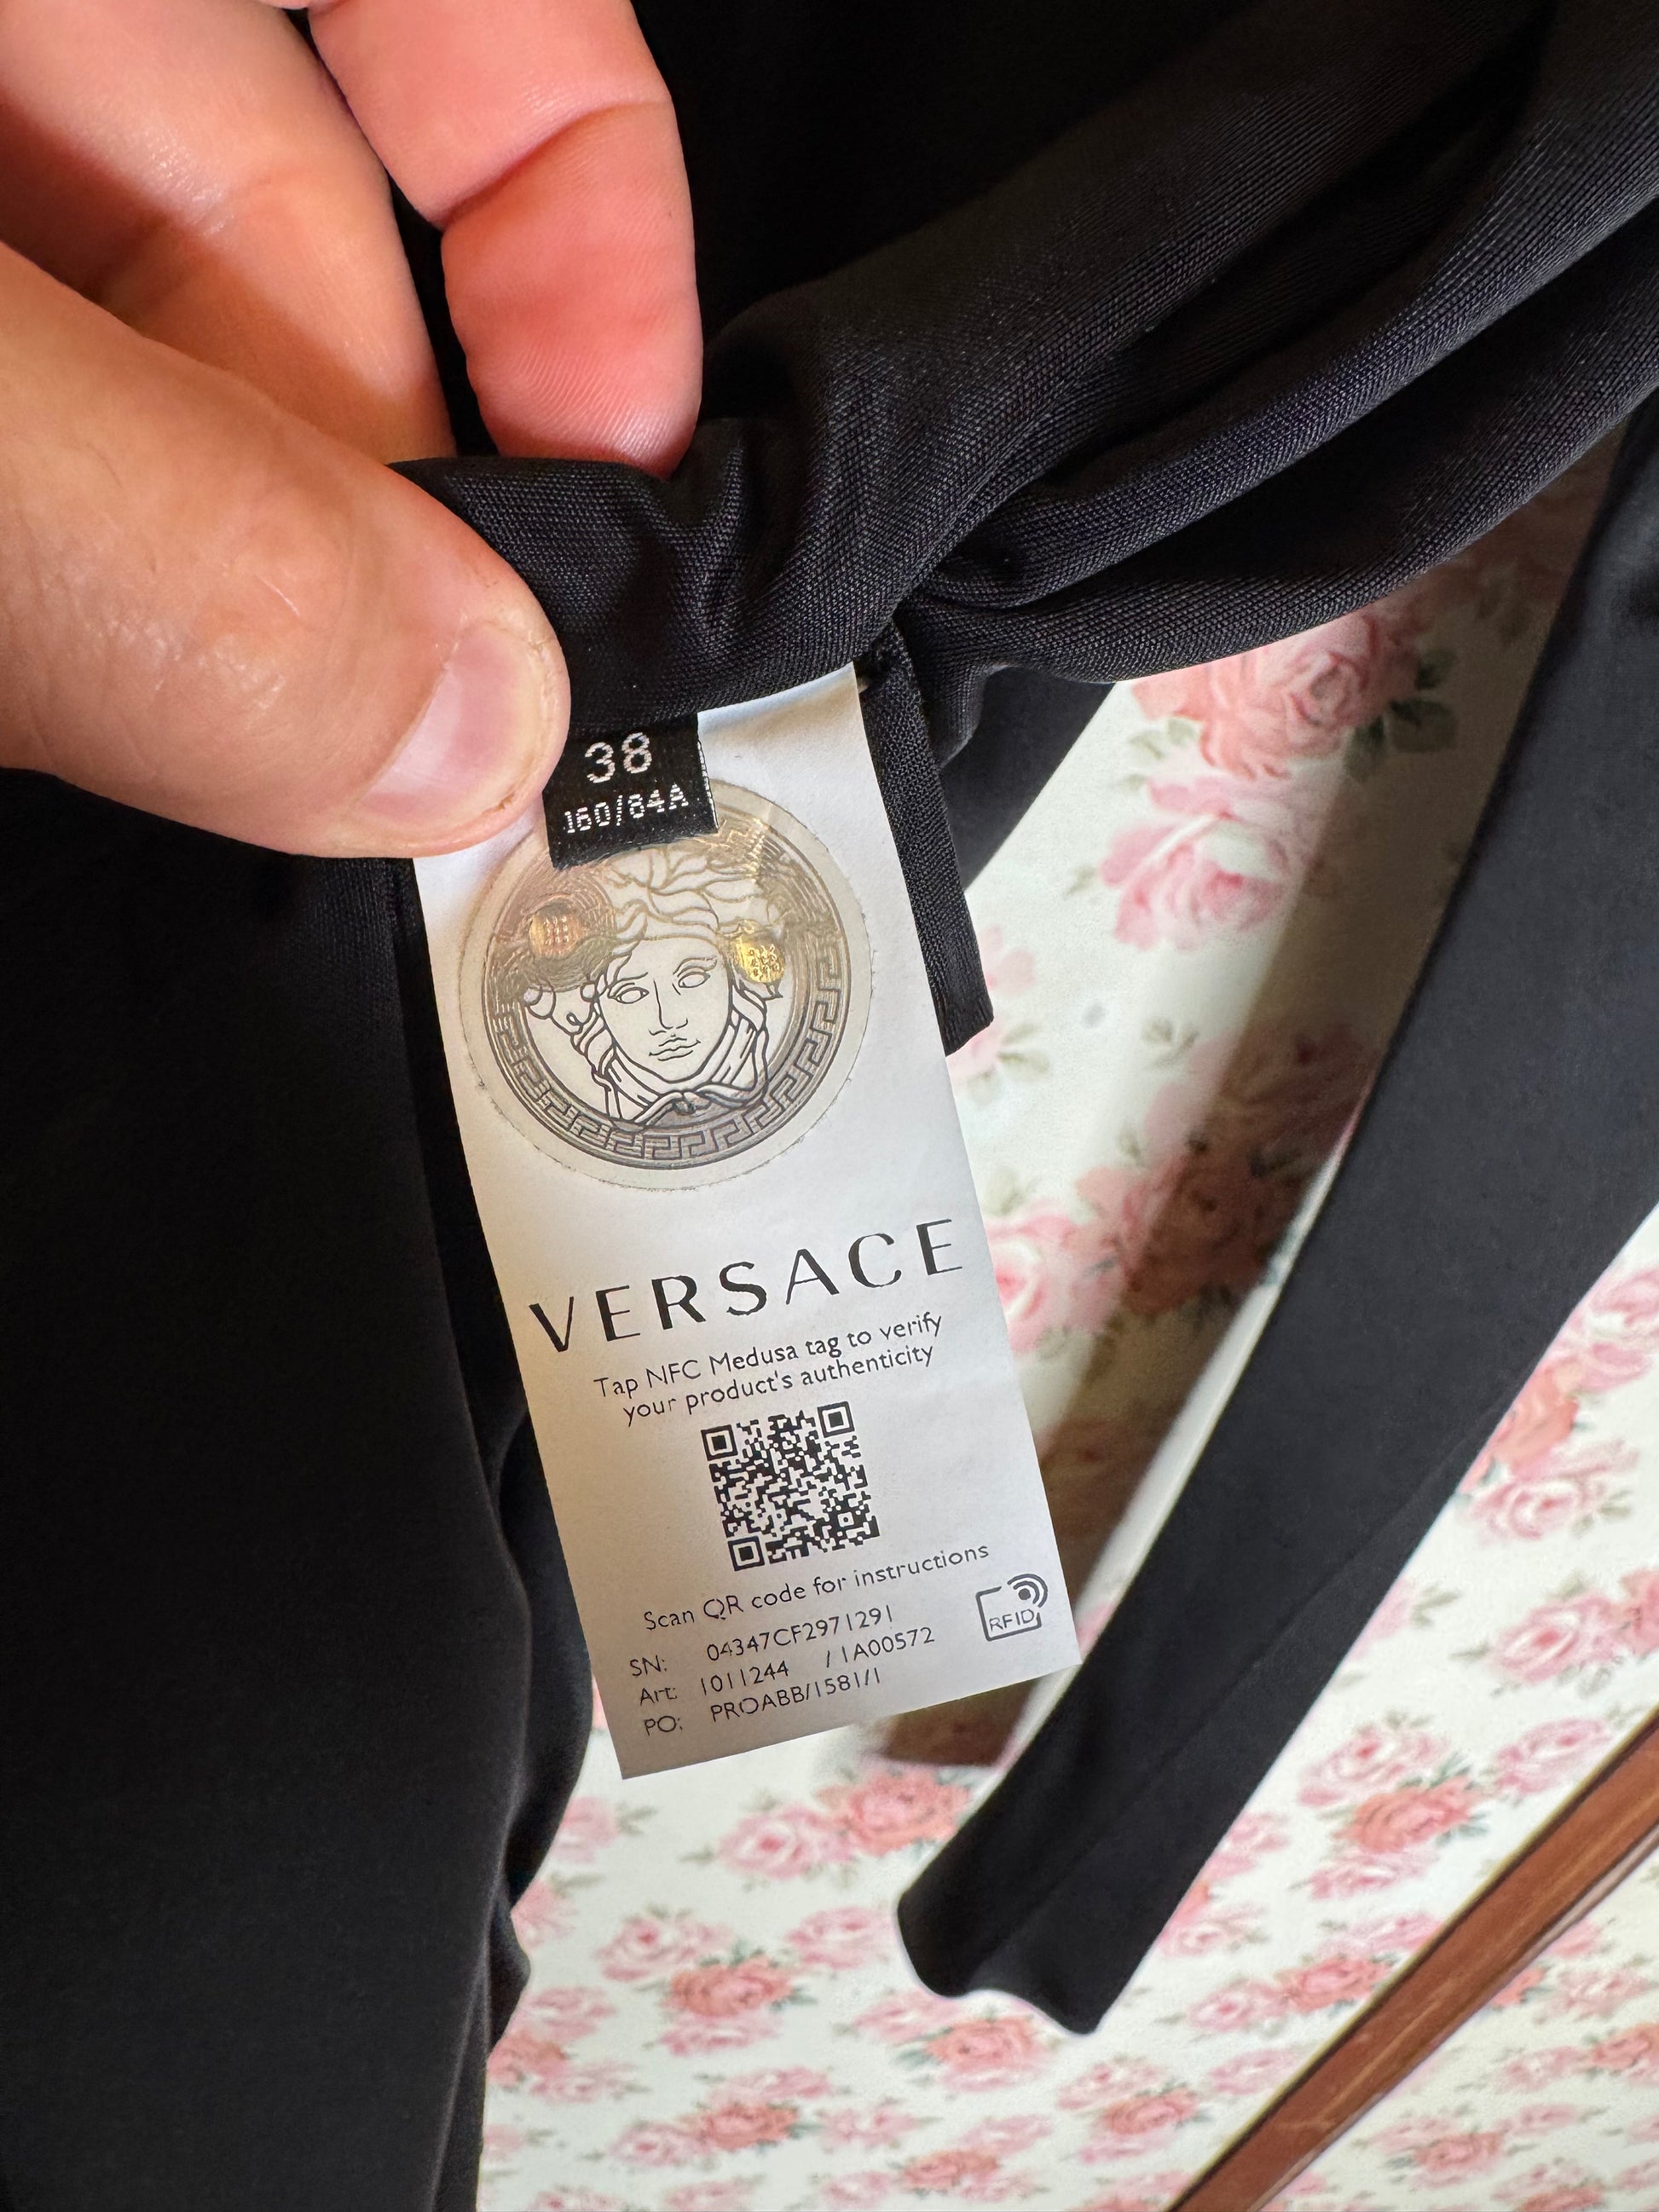 38
160/84A
VERSACE
Tap NFC Medusa tag to verify
your product's authenticity
Scan QR code for instructions
RFID
SN: 04347CF2971291
Art: 1011244 /1A00572
PO: PROABB/1581/1